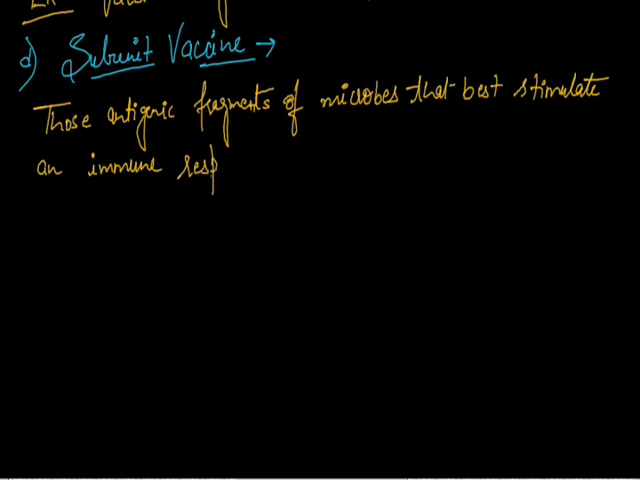 d) Subunit Vaccine →
Those antigenic fragments of microbes that best stimulate
an immune resp